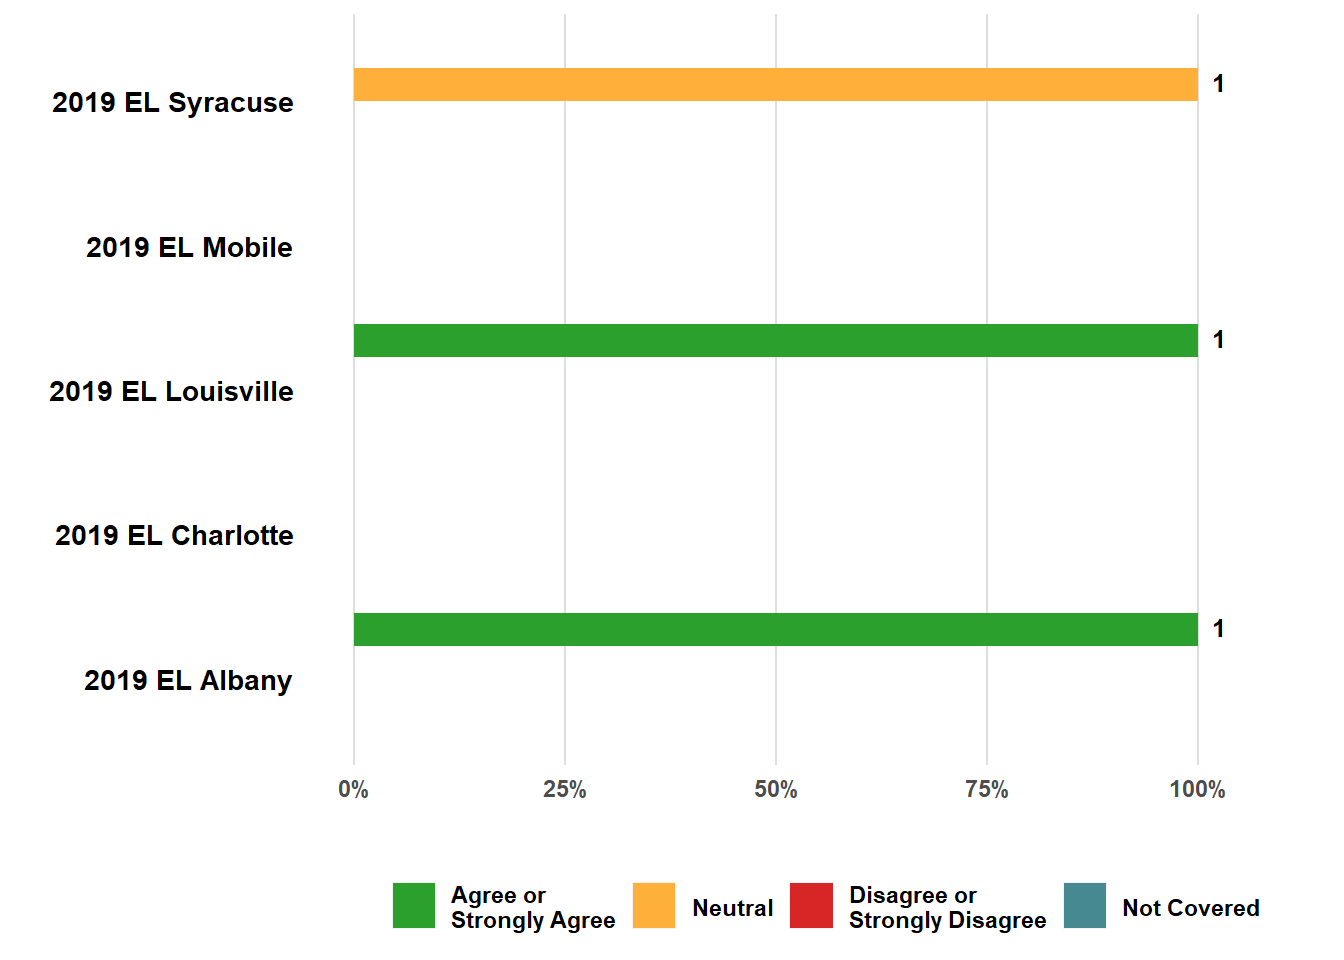 2019 EL Syracuse
1
2019 EL Mobile
1
2019 EL Louisville
2019 EL Charlotte
1
2019 EL Albany
0%
25%
50%
75%
100%
Agree or
Strongly Agree
Neutral
Disagree or
Strongly Disagree
Not Covered